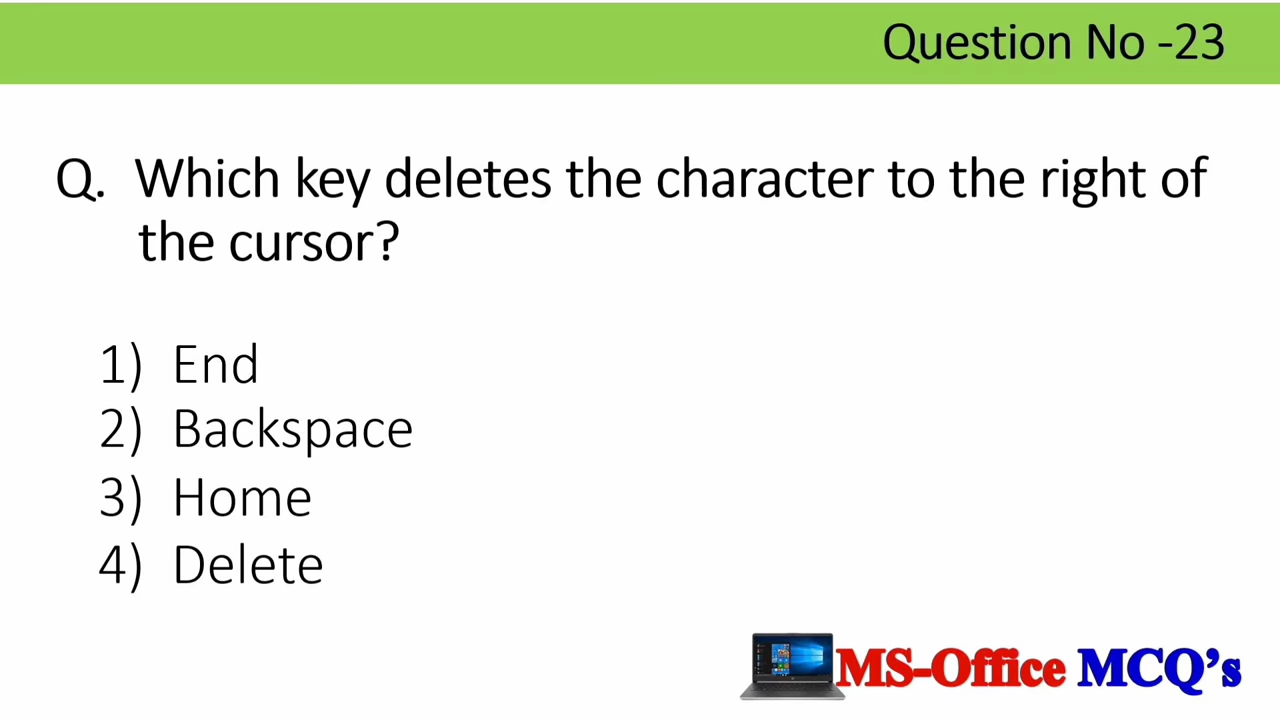 Question No -23
Q. Which key deletes the character to the right of
the cursor?
1) End
2) Backspace
3) Home
4) Delete
MS-Office MCQ’s